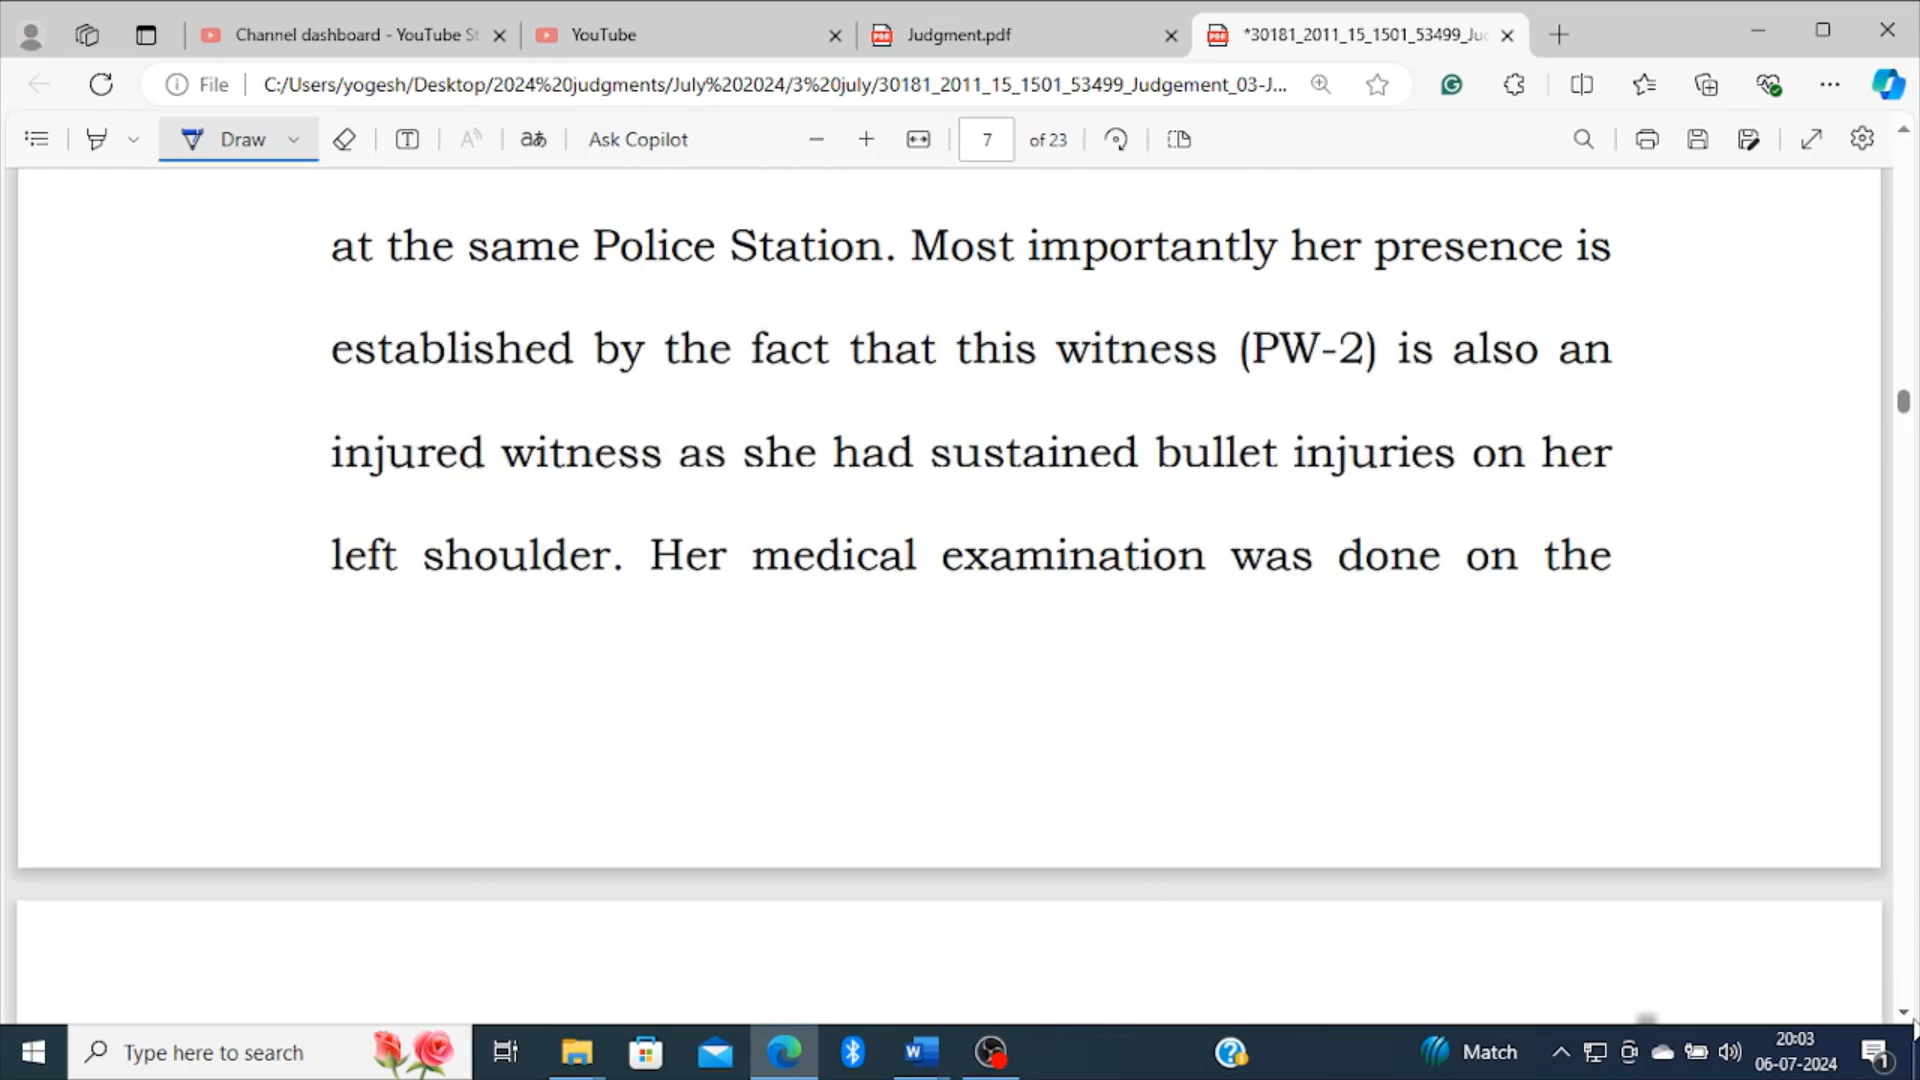 Channel dashboard - YouTube St
YouTube
Judgment.pdf
*30181_2011_15_1501_53499_Ju
File
C:/Users/yogesh/Desktop/2024%20judgments/July%202024/3%20july/30181_2011_15_1501_53499_Judgement_03-J...
Draw
aあ
Ask Copilot
7
of 23
at the same Police Station. Most importantly her presence is
established by the fact that this witness (PW-2) is also an
injured witness as she had sustained bullet injuries on her
left shoulder. Her medical examination was done on the
Type here to search
Match
20:03
06-07-2024
1